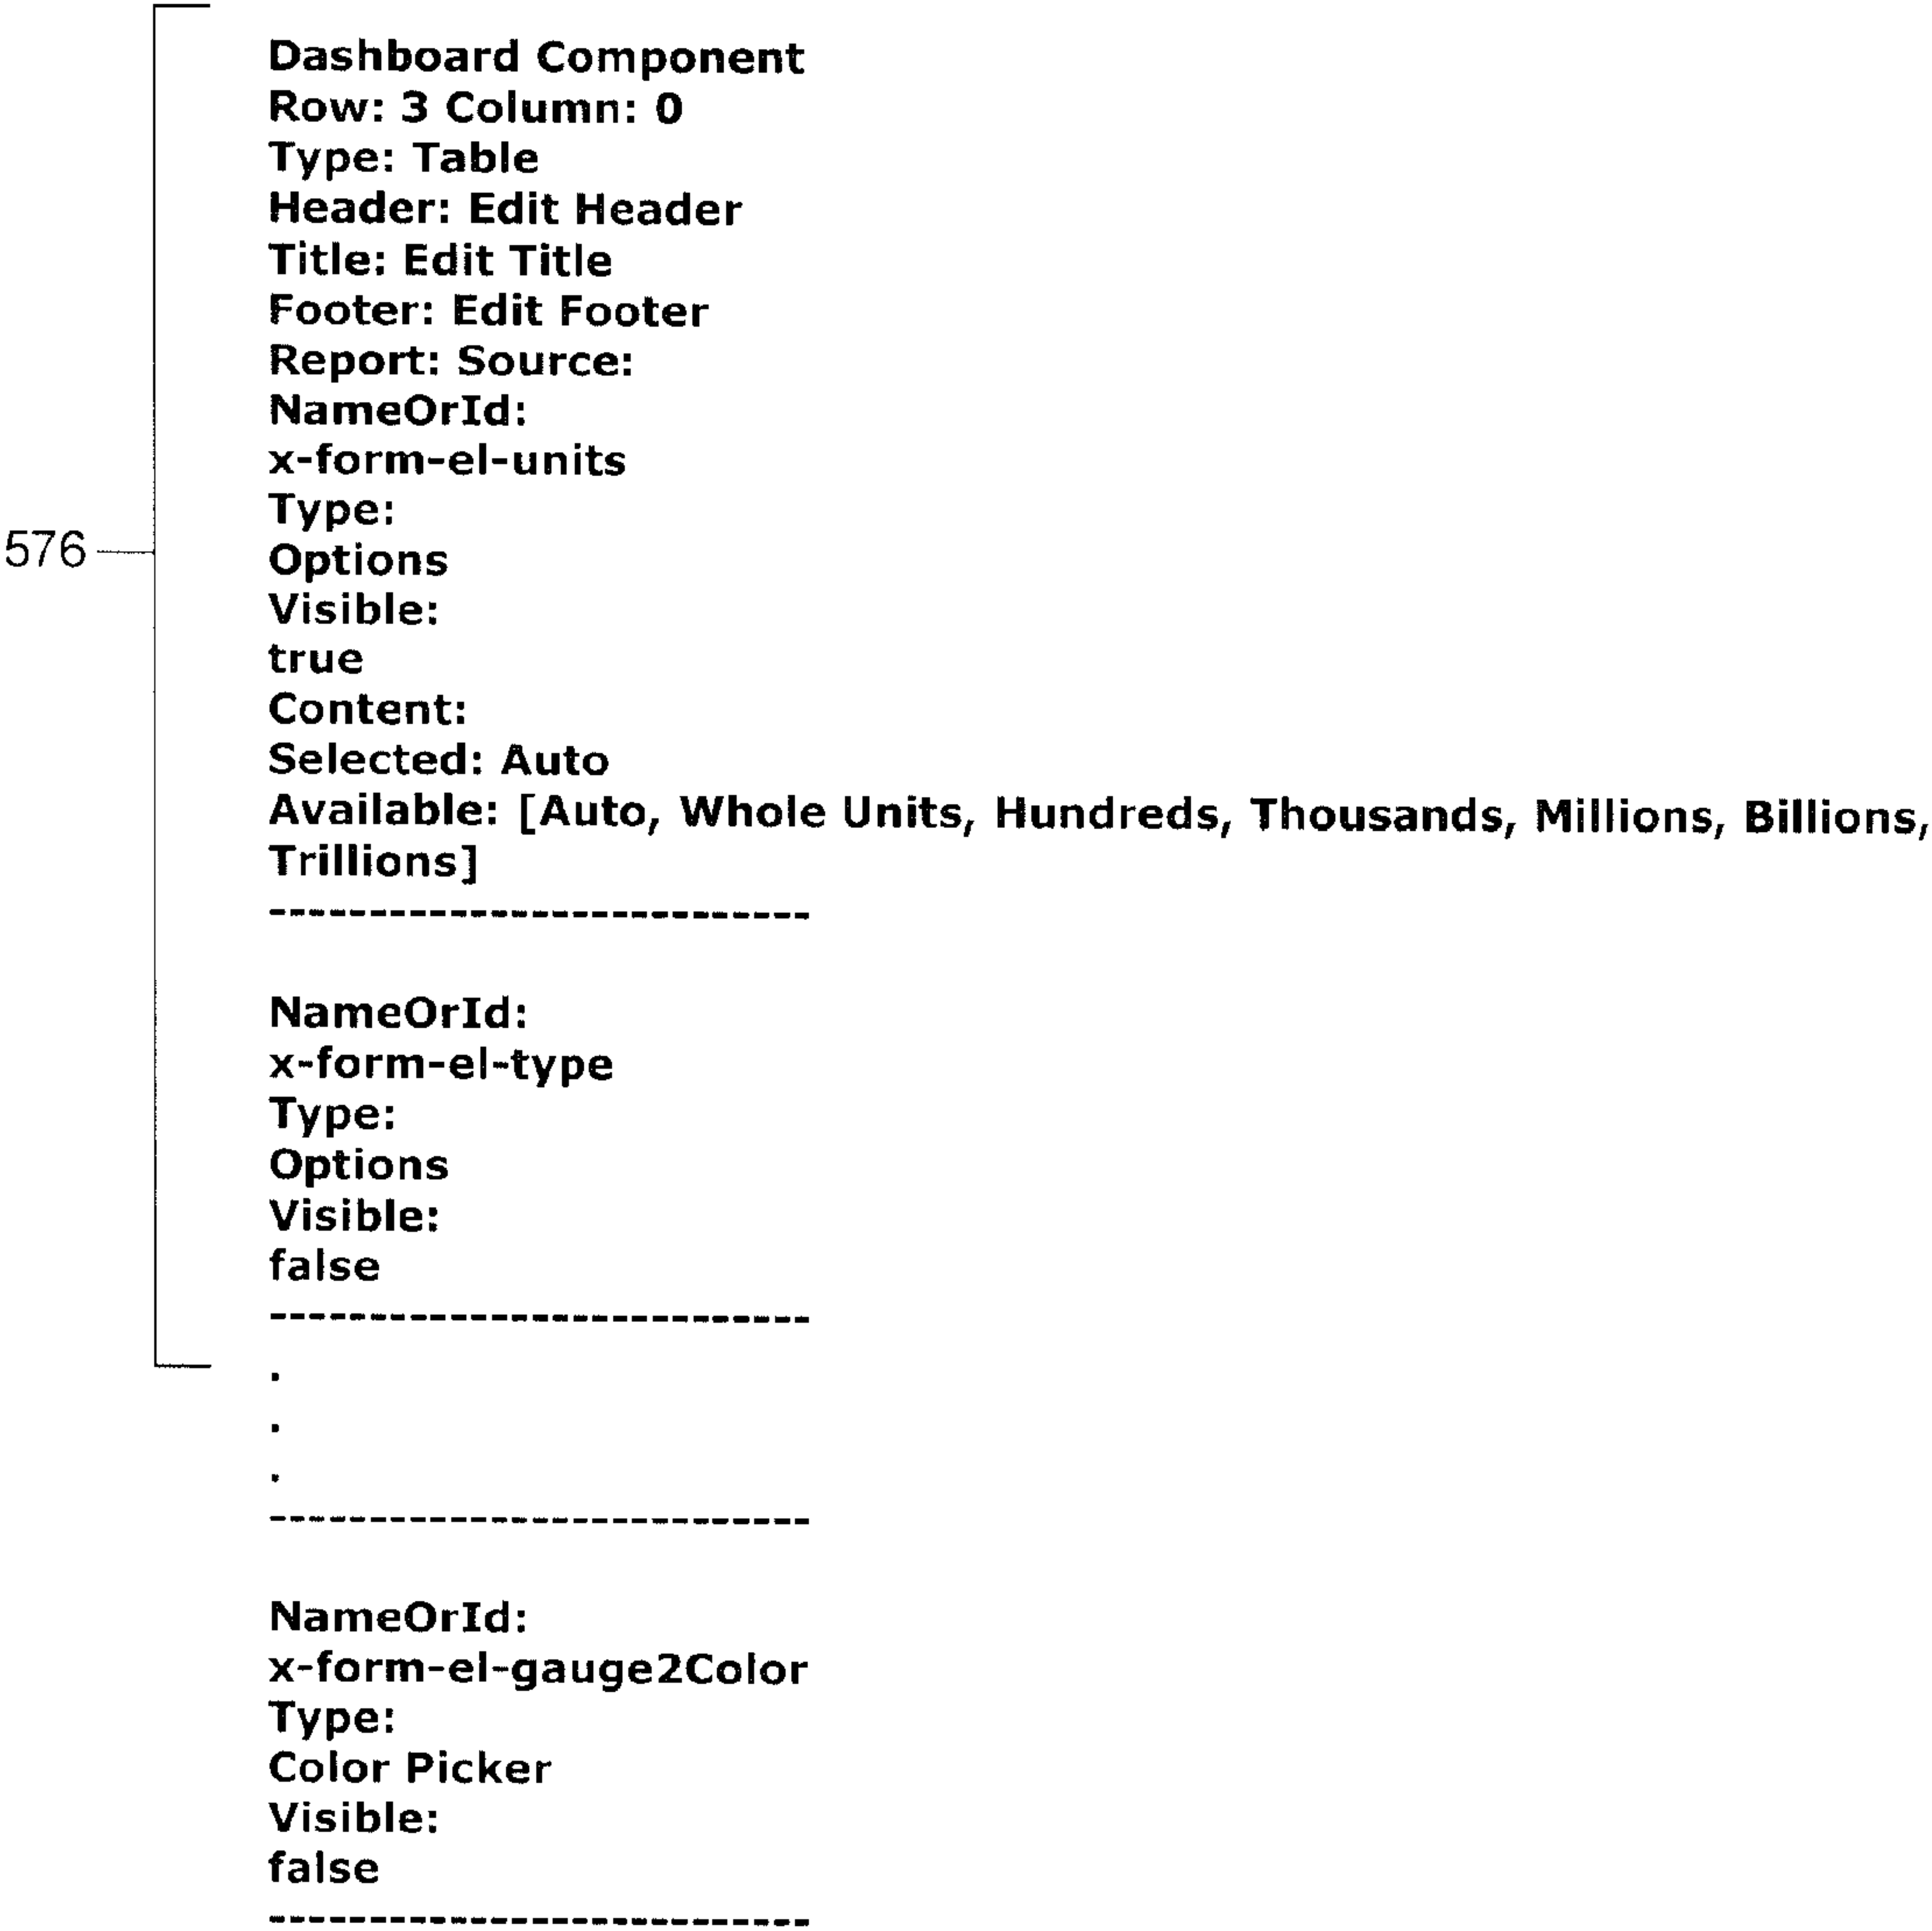 Dashboard Component
Row: 3 Column: 0
Type: Table
Header: Edit Header
Title: Edit Title
Footer: Edit Footer
Report: Source:
NameOrId:
x-form-el-units
Type:
576
Options
Visible:
true
Content:
Selected: Auto
Available: [Auto, Whole Units, Hundreds, Thousands, Millions, Billions,
Trillions]
---------------------------
NameOrId:
x-form-el-type
Type:
Options
Visible:
false
---------------------------
.
.
.
---------------------------
NameOrId:
x-form-el-gauge2Color
Type:
Color Picker
Visible:
false
---------------------------